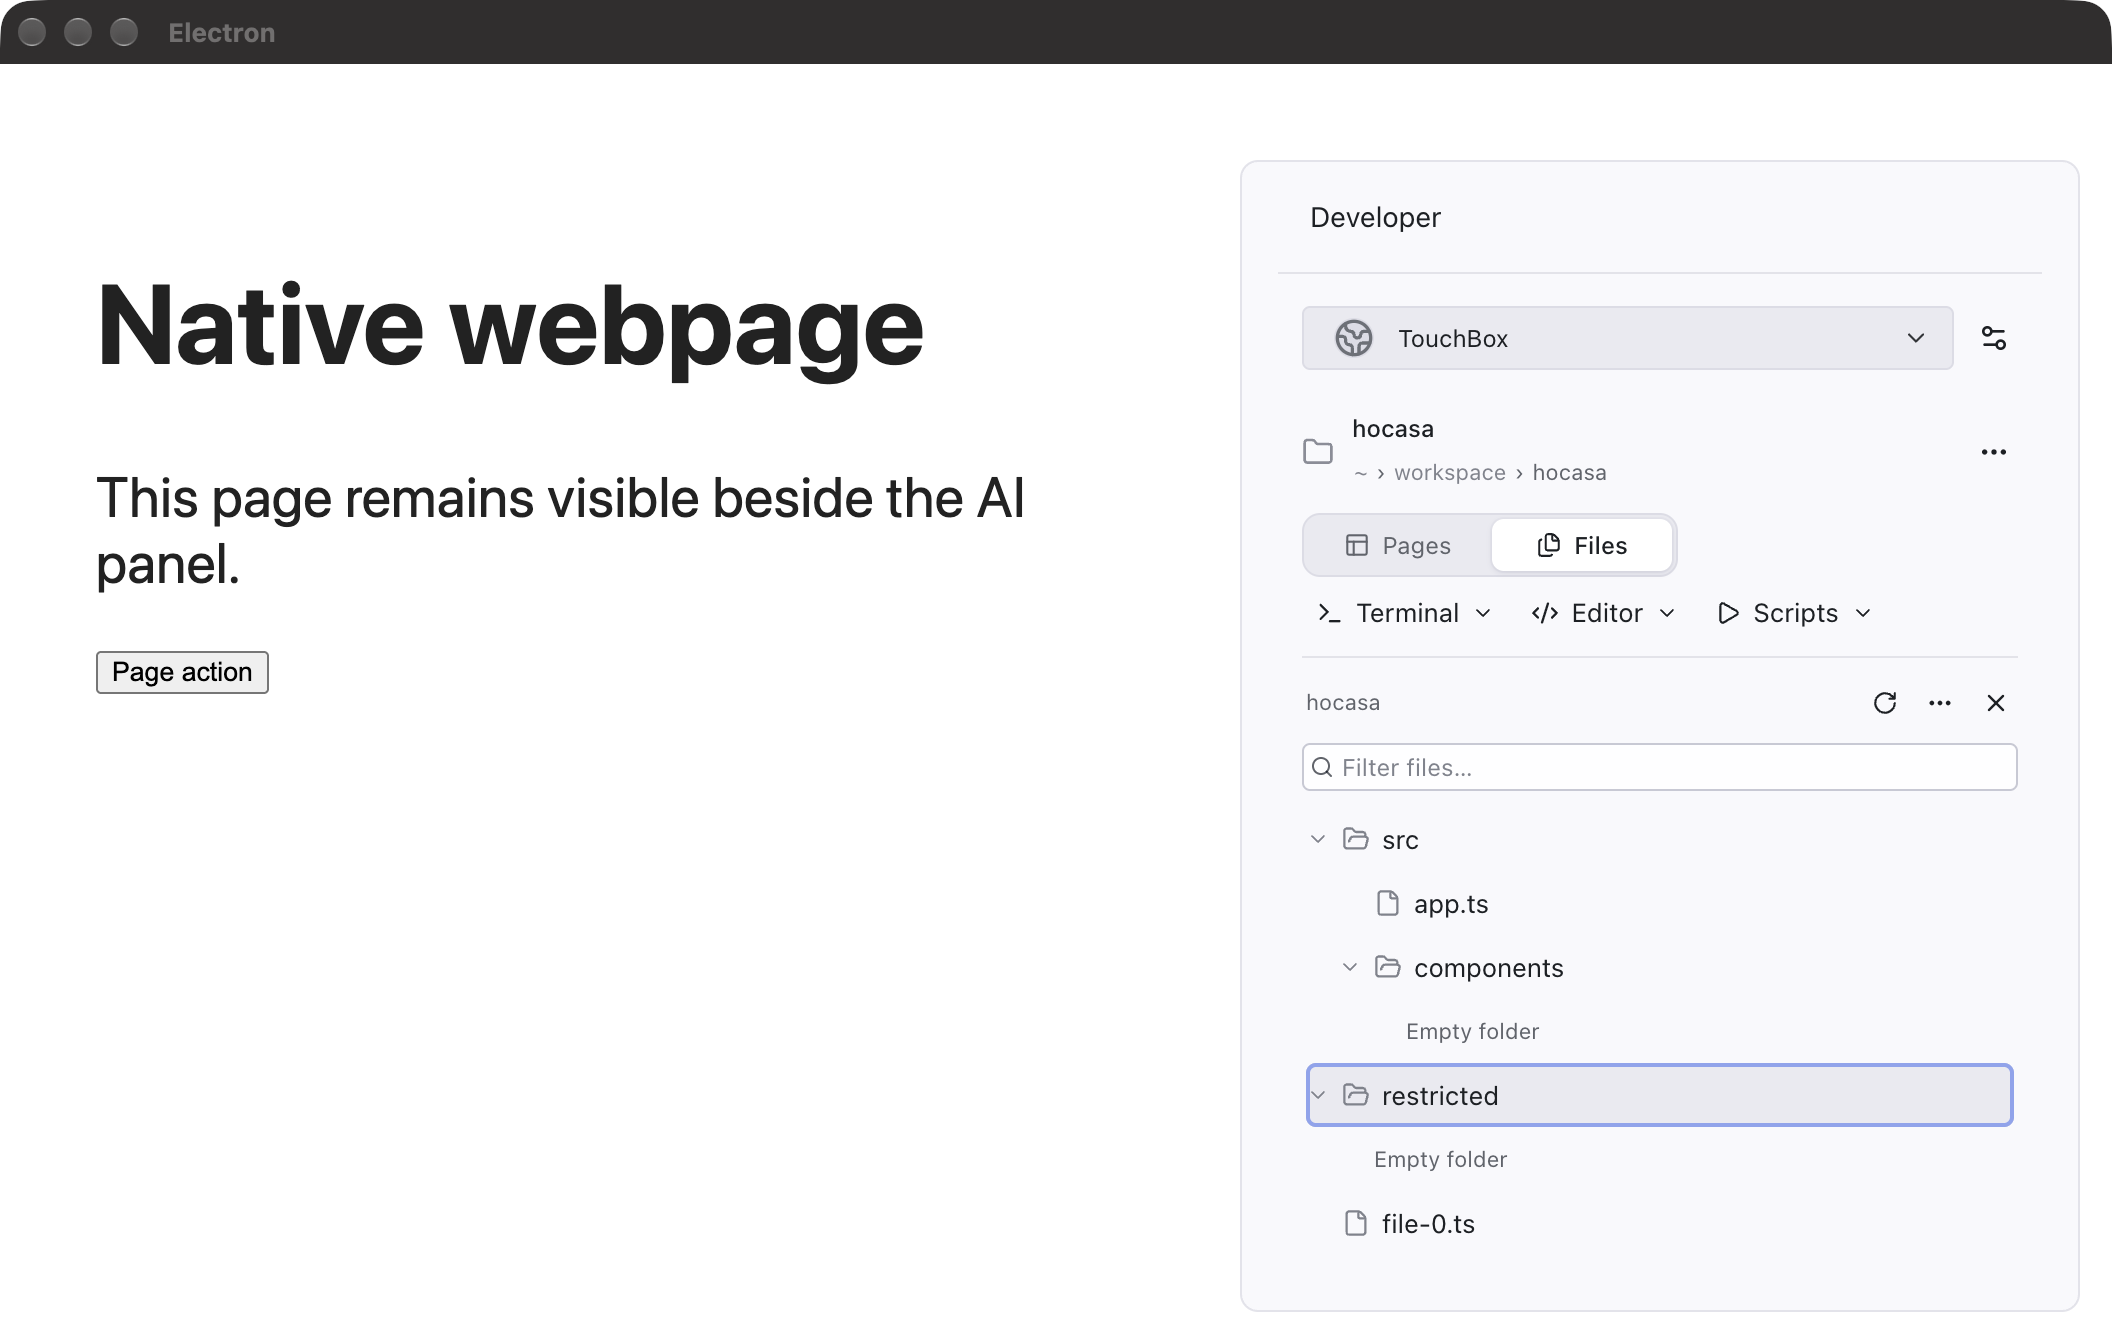 Electron
Native webpage
This page remains visible beside the AI
panel.
Page action
Developer
TouchBox
hocasa
~ › workspace › hocasa
Pages Files
Terminal Editor Scripts
hocasa
Filter files...
src
app.ts
components
Empty folder
restricted
Empty folder
file-0.ts